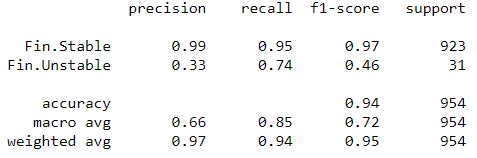 precision recall f1-score support
Fin.Stable 0.99 0.95 0.97 923
Fin.Unstable 0.33 0.74 0.46 31
accuracy 0.94 954
macro avg 0.66 0.85 0.72 954
weighted avg 0.97 0.94 0.95 954